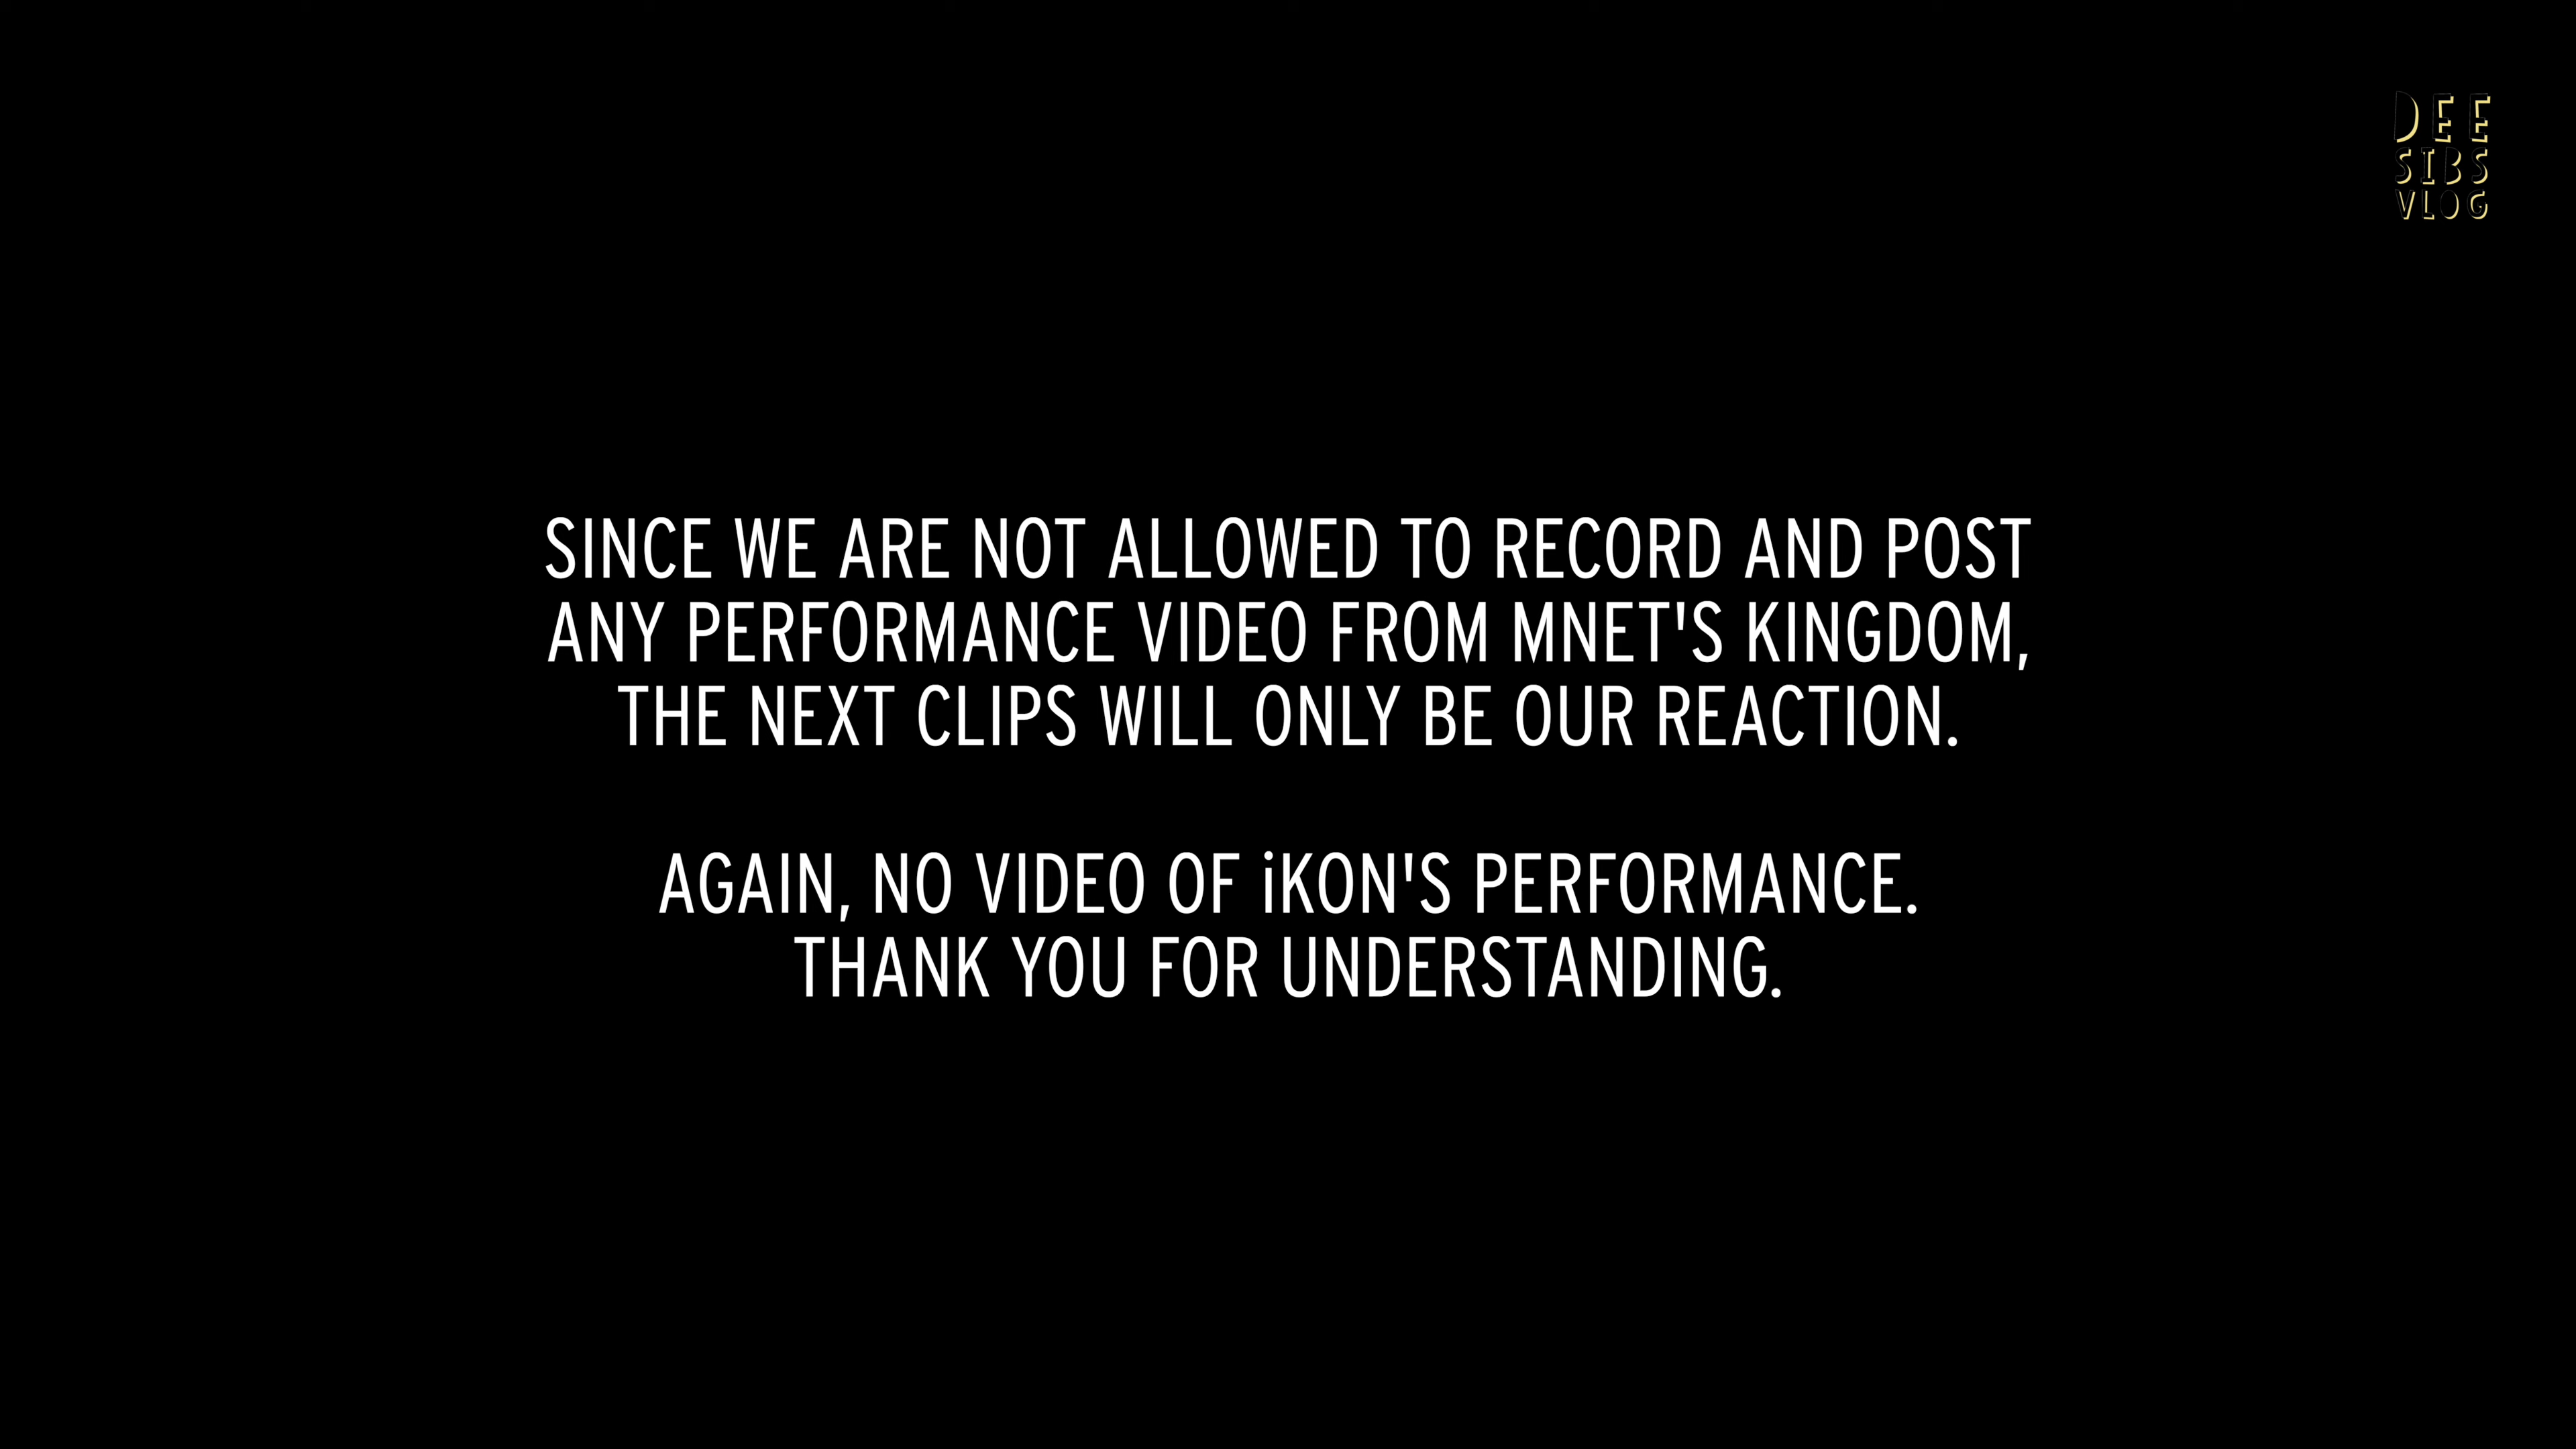 DEE
SIBS
VLOG
SINCE WE ARE NOT ALLOWED TO RECORD AND POST
ANY PERFORMANCE VIDEO FROM MNET'S KINGDOM,
THE NEXT CLIPS WILL ONLY BE OUR REACTION.
AGAIN, NO VIDEO OF iKON'S PERFORMANCE.
THANK YOU FOR UNDERSTANDING.